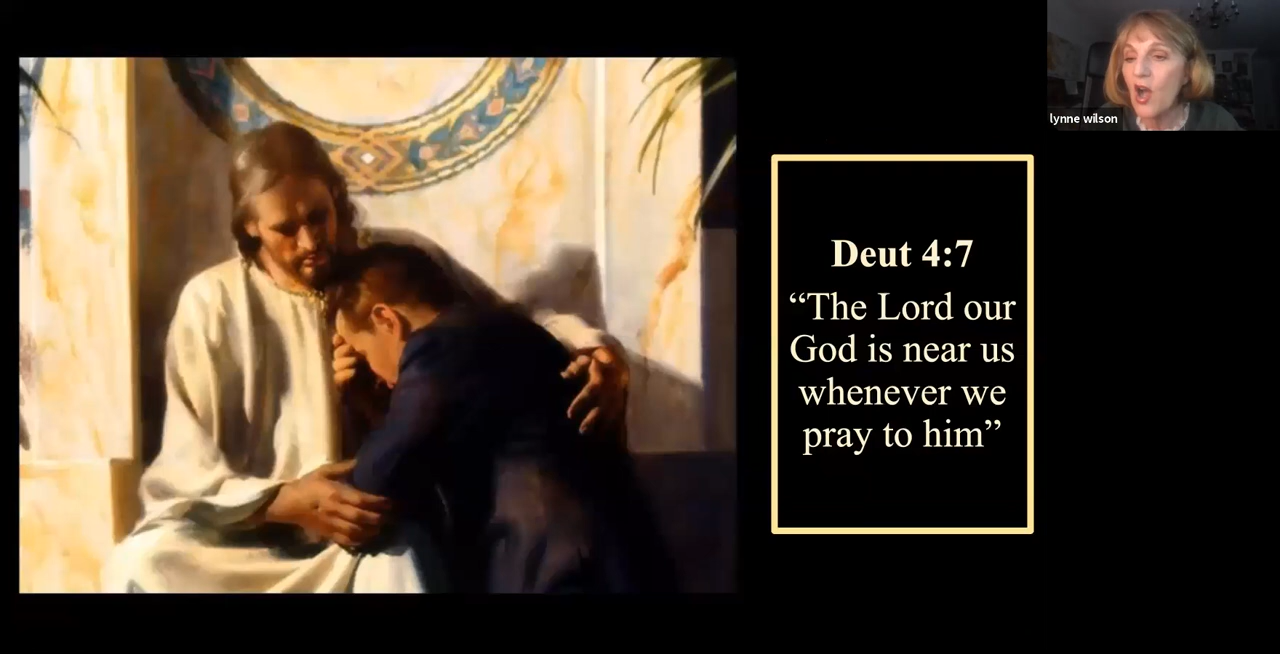 lynne wilson
Deut 4:7
“The Lord our
God is near us
whenever we
pray to him”